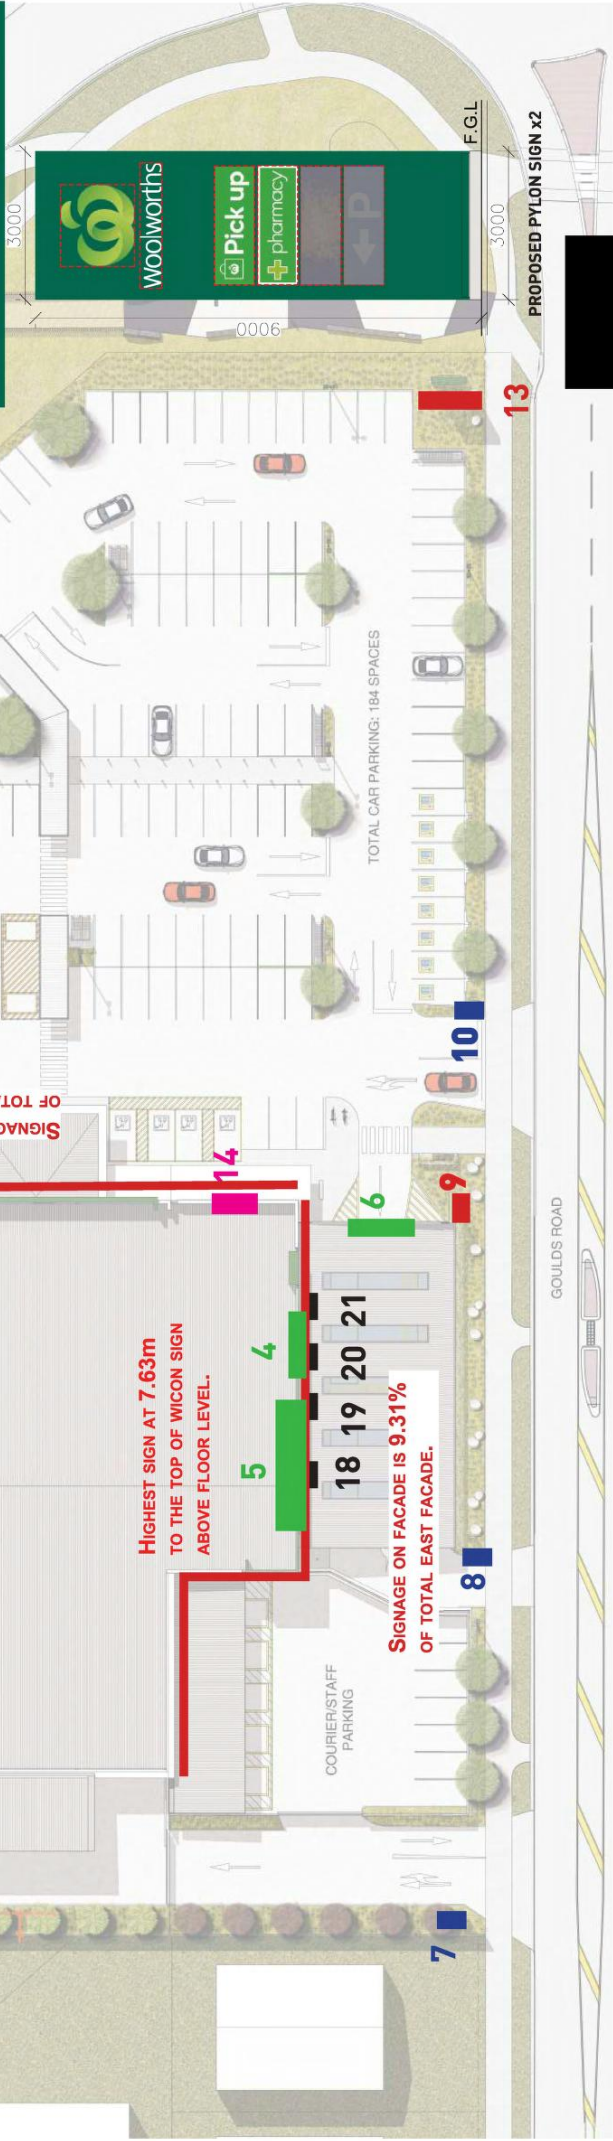 Woolworths
Pick up
pharmacy
P
F.G.L
3000
3000
9000
PROPOSED PYLON SIGN x2
13
TOTAL CAR PARKING: 184 SPACES
10
SIGNAG
OF TOTA
14
6
9
GOULDS ROAD
HIGHEST SIGN AT 7.63m
TO THE TOP OF WICON SIGN
ABOVE FLOOR LEVEL.
4
5
18 19 20 21
SIGNAGE ON FACADE IS 9.31%
OF TOTAL EAST FACADE.
8
COURIER/STAFF
PARKING
7